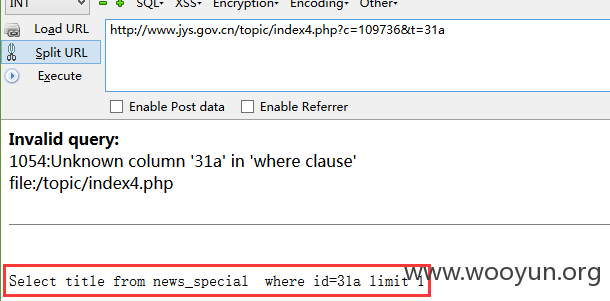 INT SQL- XSS- Encryption- Encoding- Other-
Load URL
http://www.jys.gov.cn/topic/index4.php?c=109736&t=31a
Split URL
Execute
Enable Post data Enable Referrer
Invalid query:
1054:Unknown column '31a' in 'where clause'
file:/topic/index4.php
Select title from news_special where id=31a limit 1
www.wooyun.org